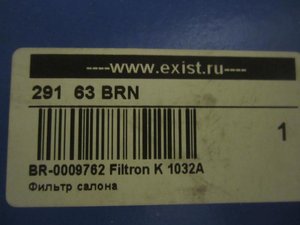 ----www.exist.ru----
291 63 BRN
1
BR-0009762 Filtron K 1032A
Фильтр салона